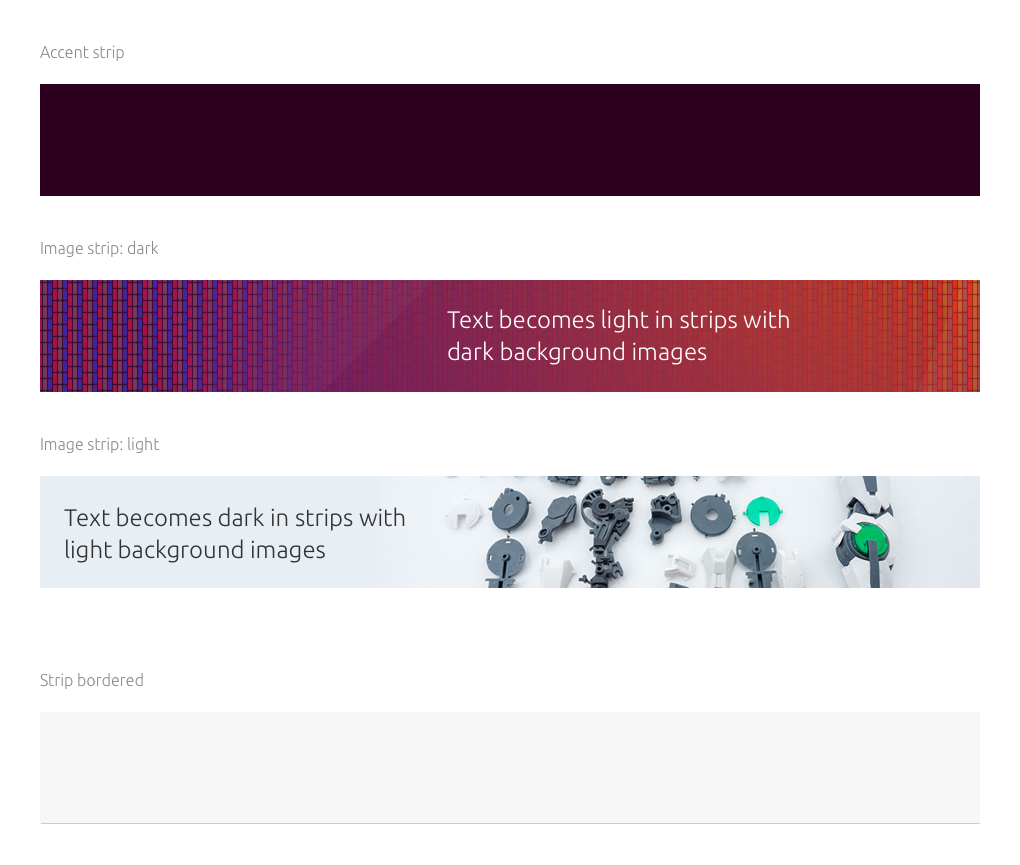 Accent strip
Image strip: dark
Text becomes light in strips with
dark background images
Image strip: light
Text becomes dark in strips with
light background images
Strip bordered